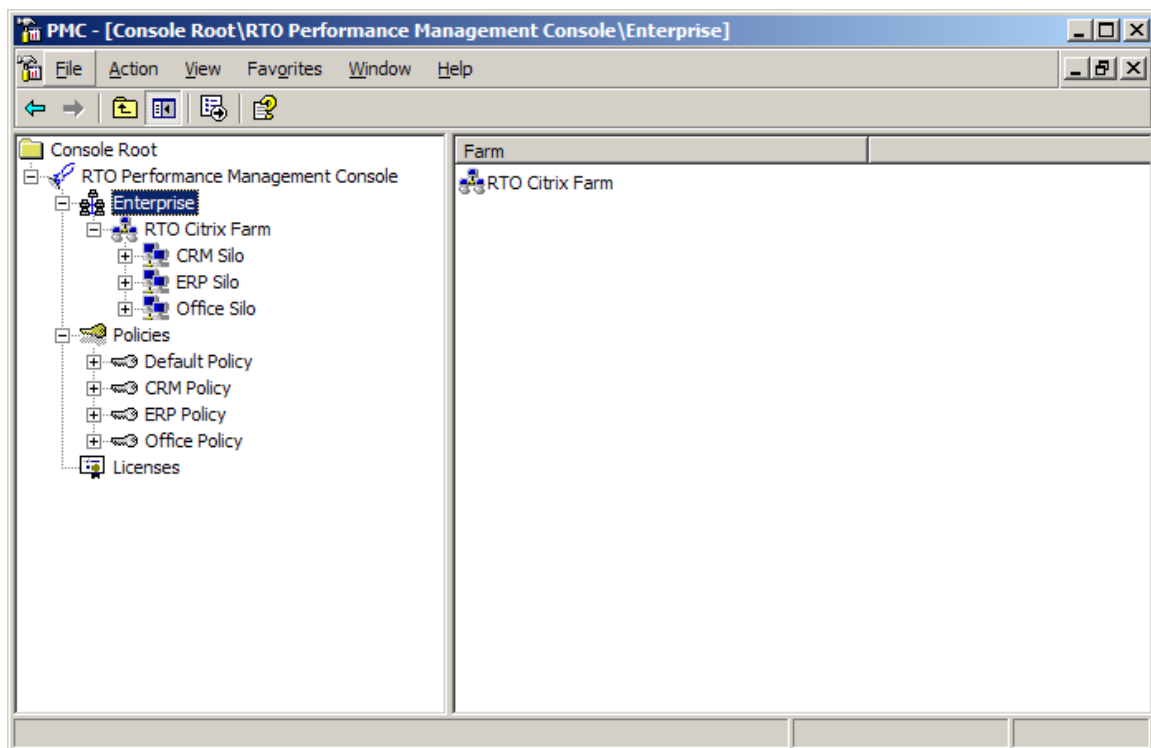 PMC - [Console Root\RTO Performance Management Console\Enterprise]
File Action View Favorites Window Help
Console Root
RTO Performance Management Console
Enterprise
RTO Citrix Farm
CRM Silo
ERP Silo
Office Silo
Policies
Default Policy
CRM Policy
ERP Policy
Office Policy
Licenses
Farm
RTO Citrix Farm